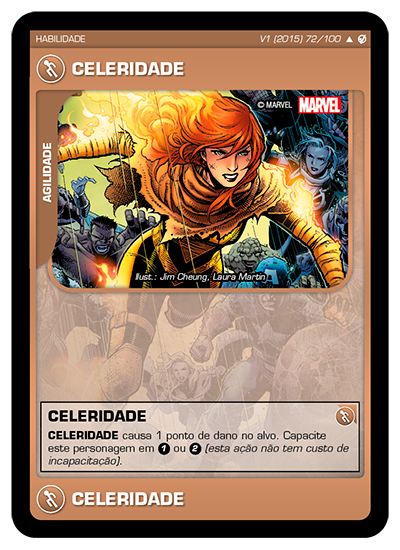 HABILIDADE
V1 (2015) 72/100 ▲
CELERIDADE
AGILIDADE
© MARVEL MARVEL
Ilust.: Jim Cheung, Laura Martin
CELERIDADE
CELERIDADE causa 1 ponto de dano no alvo. Capacite
este personagem em 1 ou 2 (esta ação não tem custo de
incapacitação).
CELERIDADE